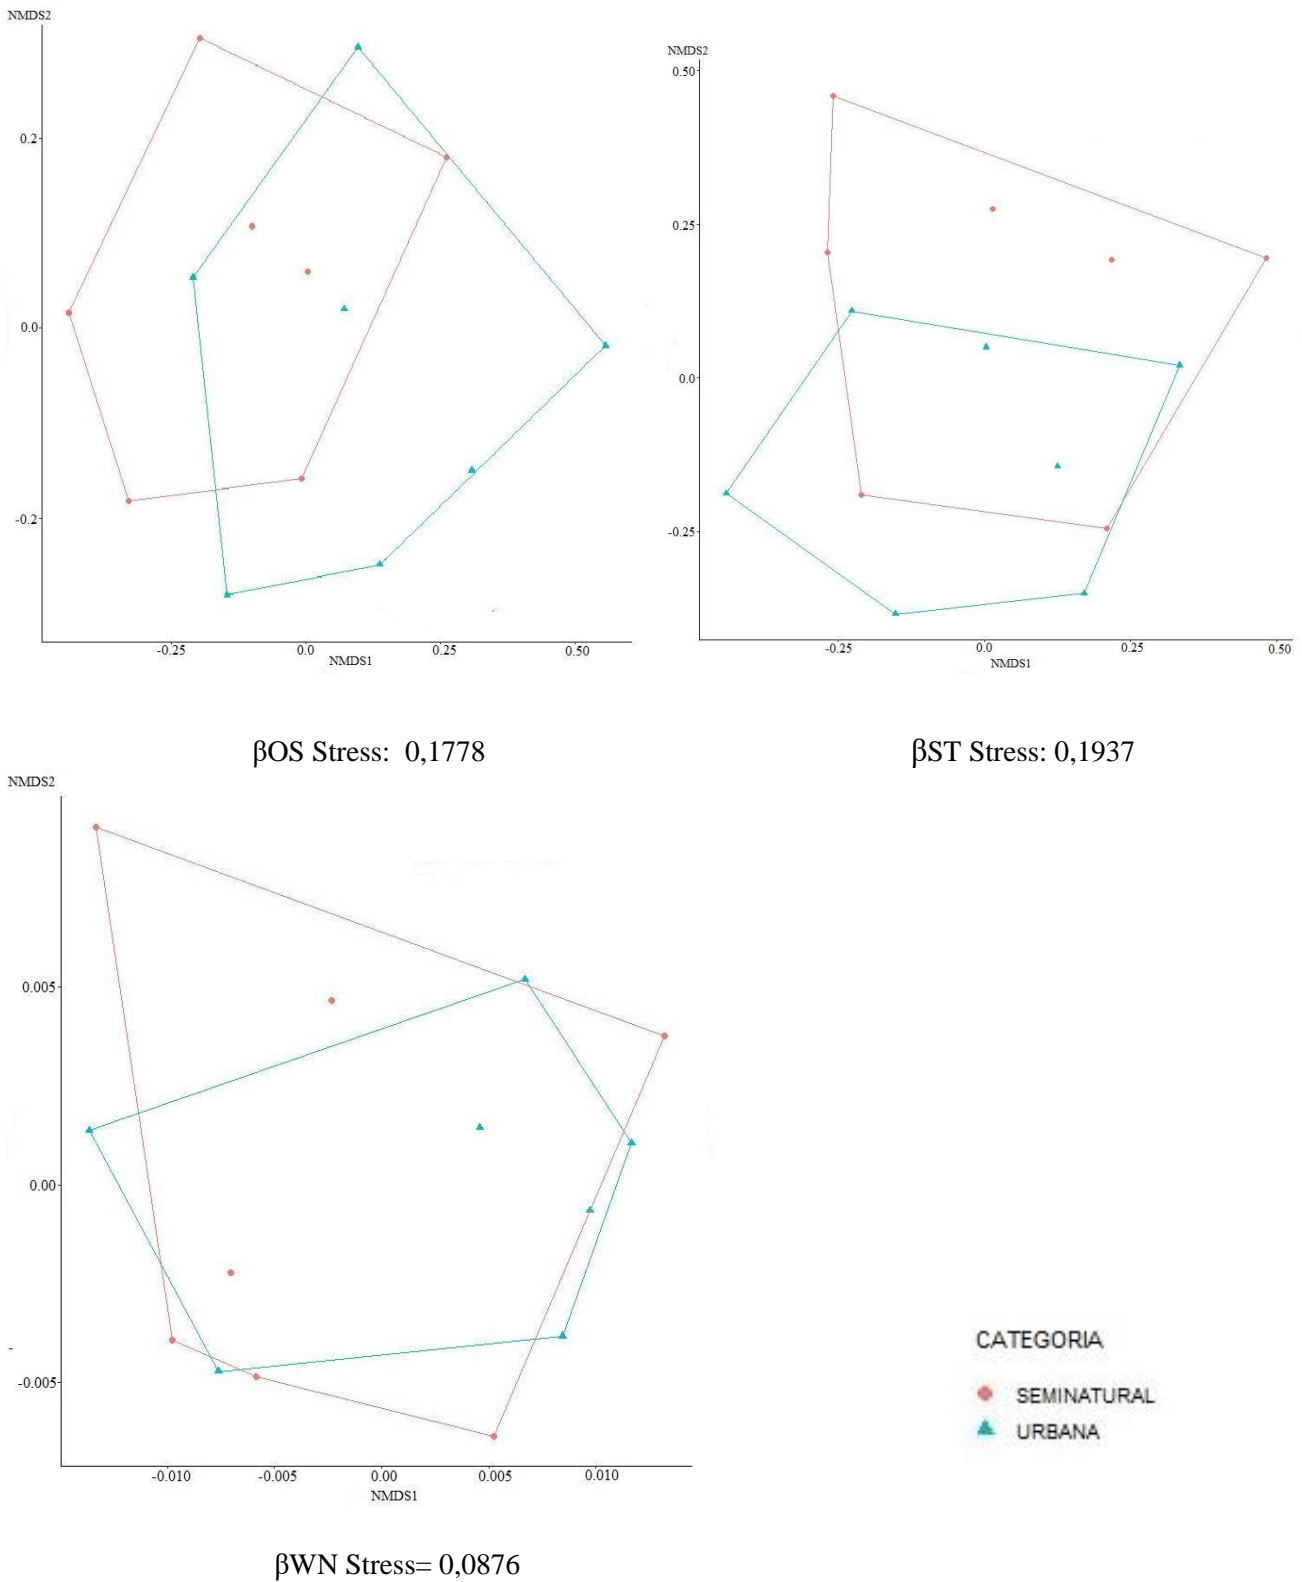 NMDS2
0.2
0.0
-0.2
-0.25 0.0 0.25 0.50
NMDS1
NMDS2
0.50
0.25
0.0
-0.25
-0.25 0.0 0.25 0.50
NMDS1
βOS Stress: 0,1778
βST Stress: 0,1937
NMDS2
0.005
0.00
-0.005
-0.010 -0.005 0.00 0.005 0.010
NMDS1
CATEGORIA
SEMINATURAL
URBANA
βWN Stress= 0,0876